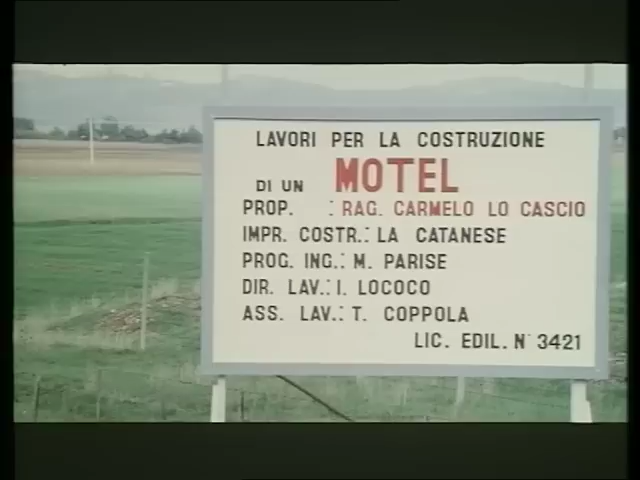 LAVORI PER LA COSTRUZIONE
DI UN MOTEL
PROP. : RAG. CARMELO LO CASCIO
IMPR. COSTR.: LA CATANESE
PROG. ING.: M. PARISE
DIR. LAV.: I. LOCOCO
ASS. LAV.: T. COPPOLA
LIC. EDIL. N° 3421